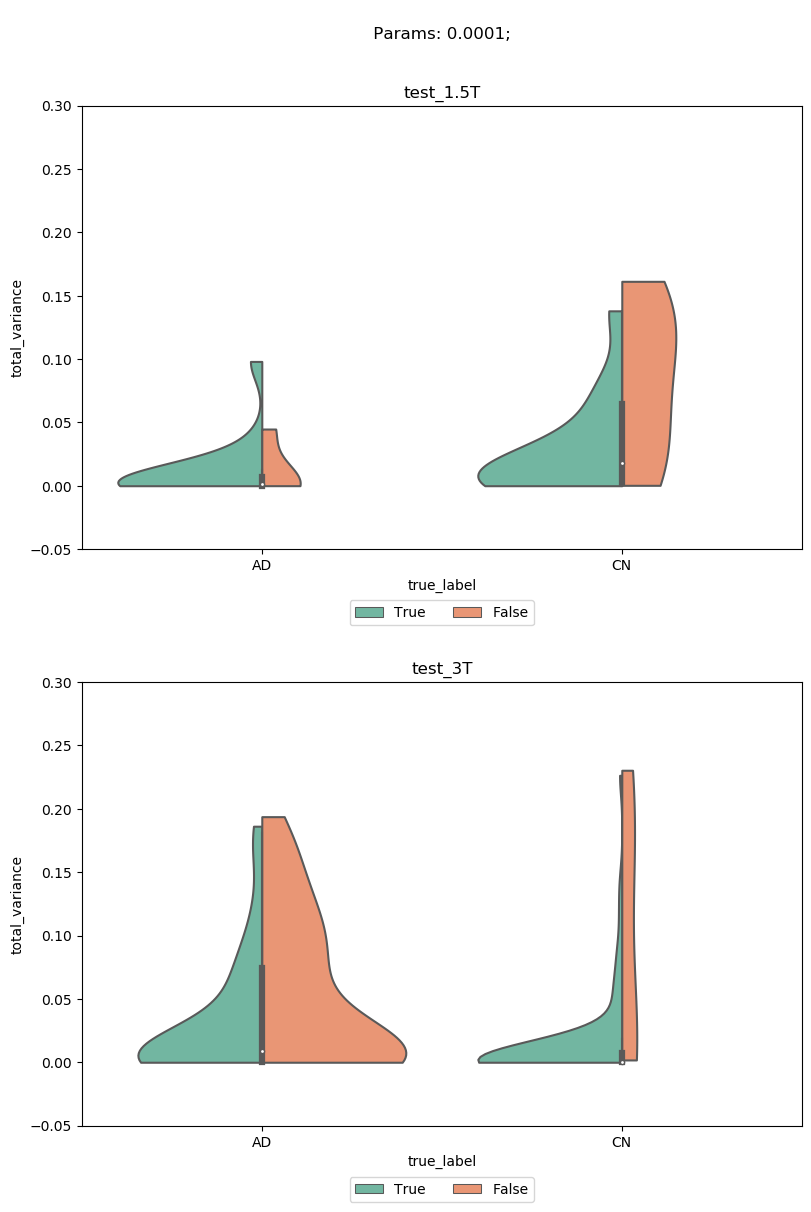 Params: 0.0001;
test_1.5T
0.30
0.25
0.20
0.15
0.10
0.05
0.00
−0.05
total_variance
AD CN
true_label
True False
test_3T
0.30
0.25
0.20
0.15
0.10
0.05
0.00
−0.05
total_variance
AD CN
true_label
True False